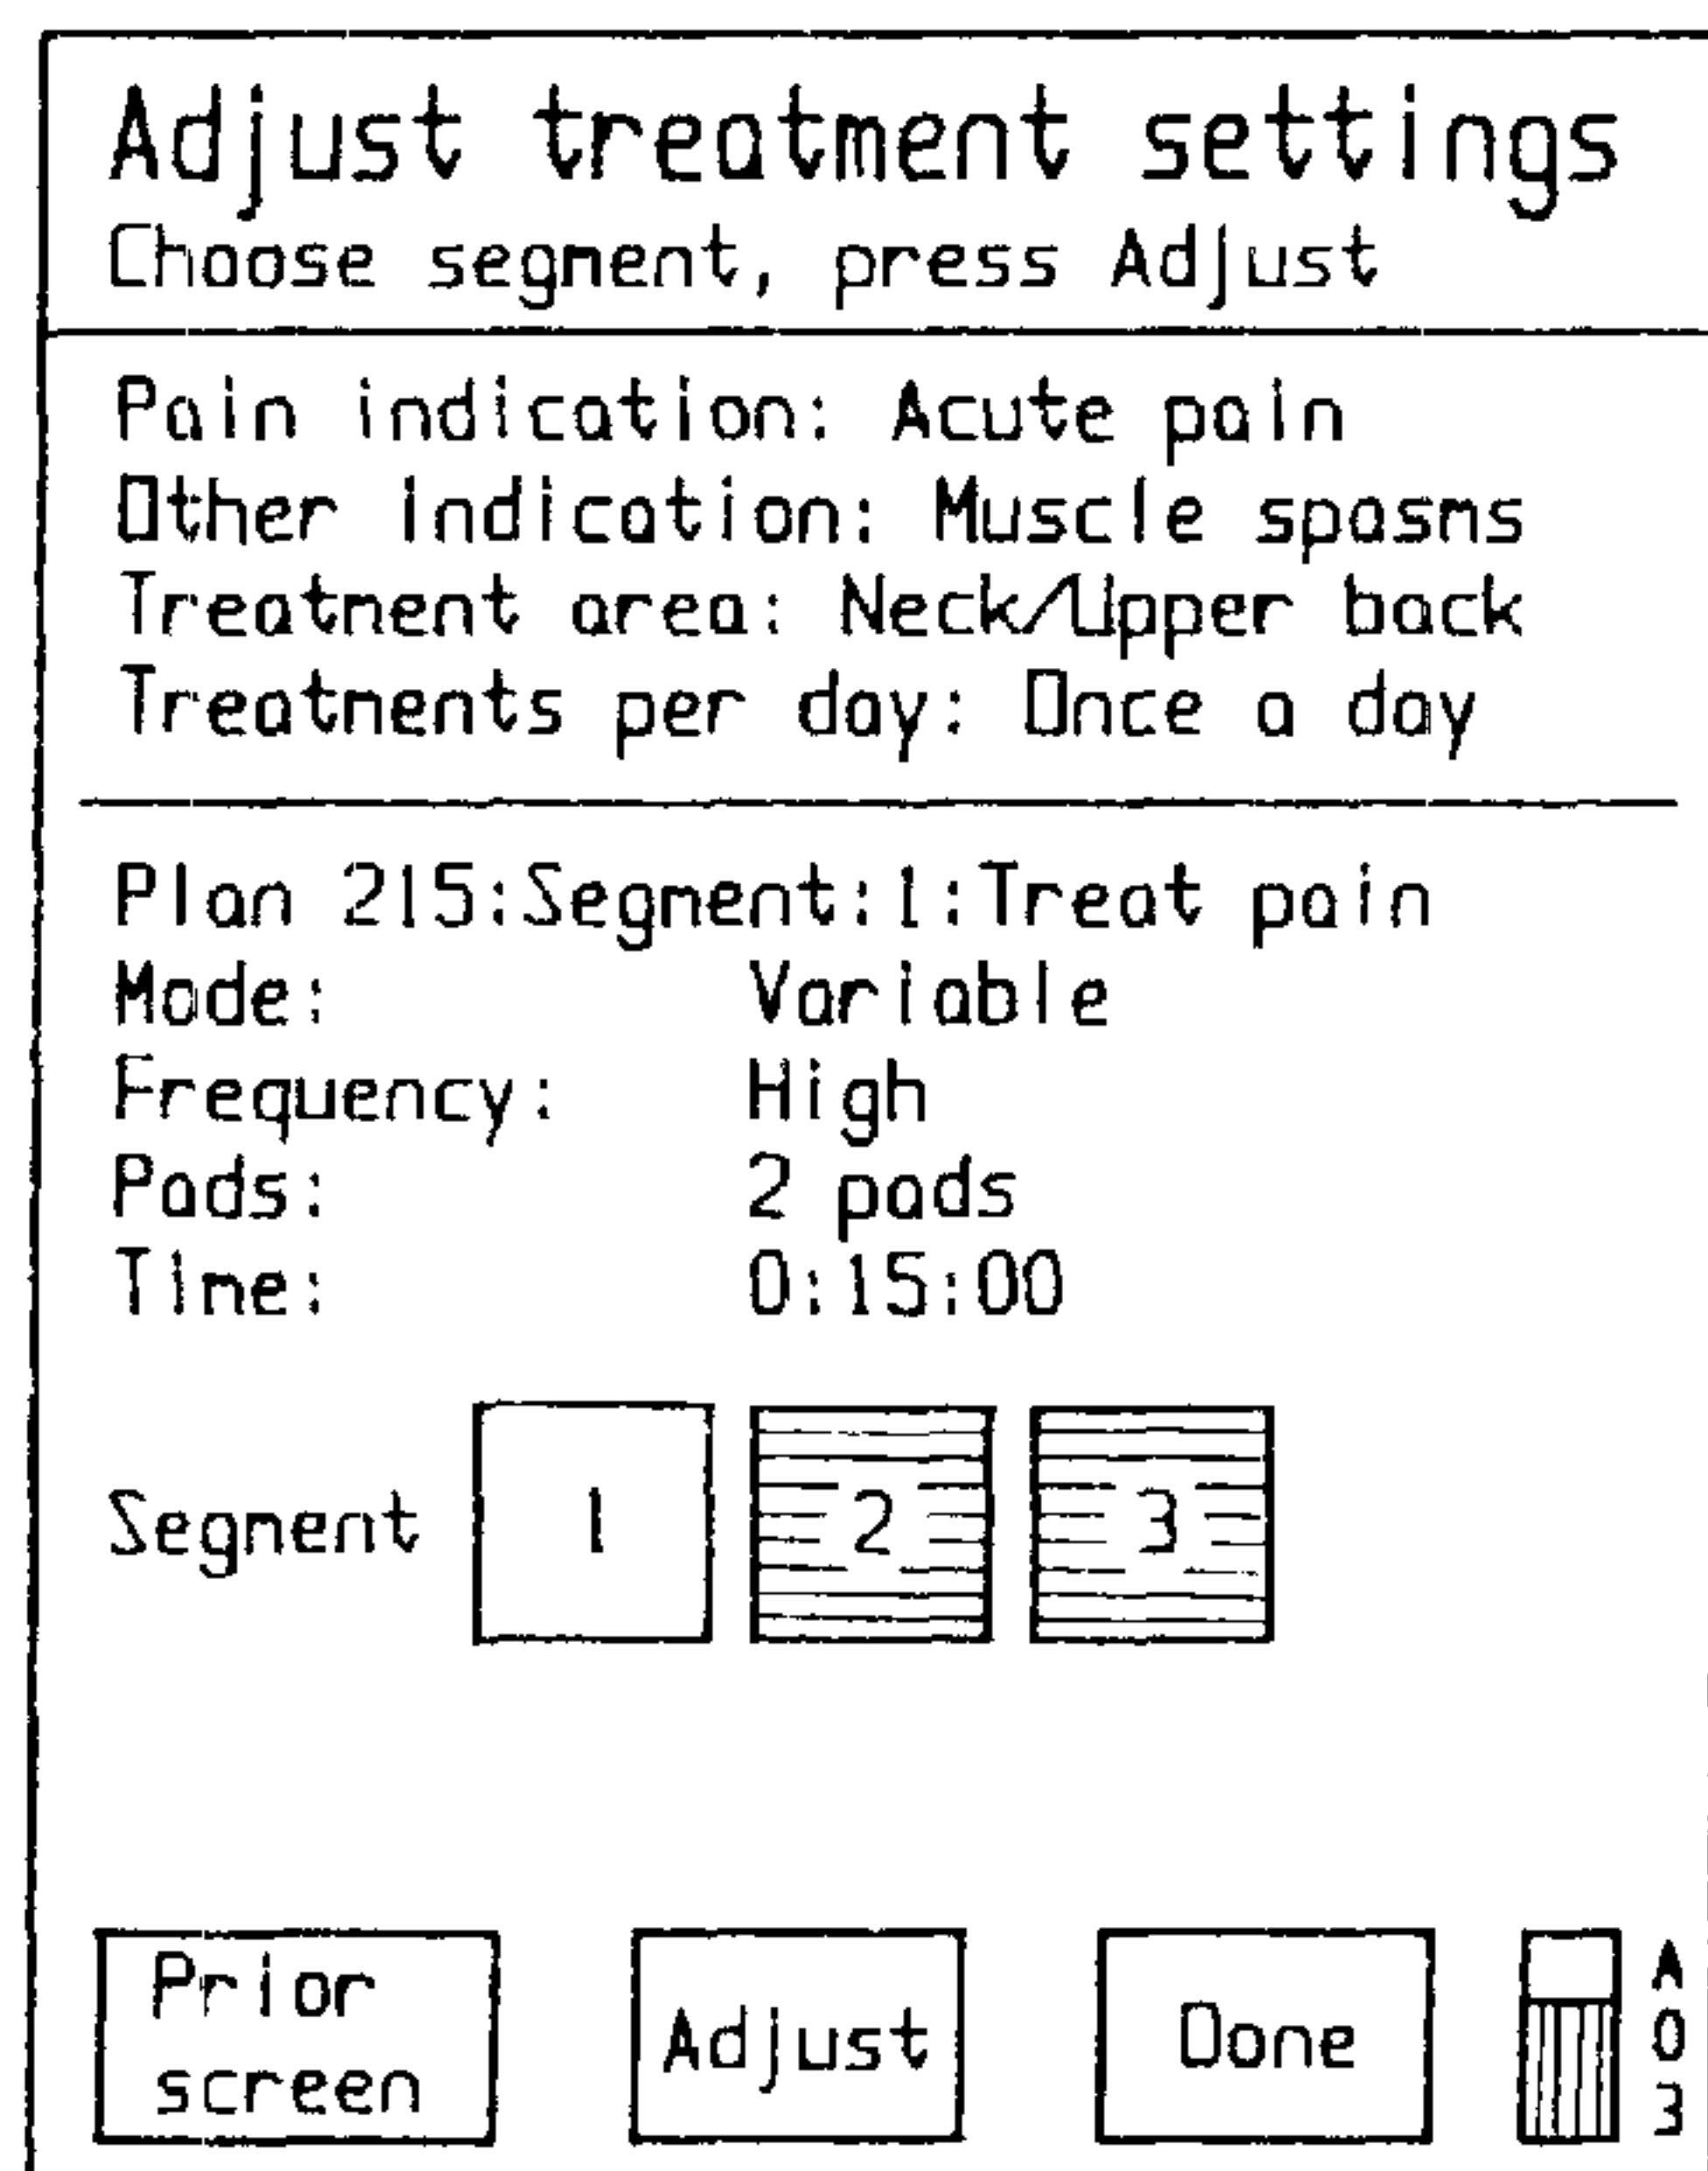 Adjust treatment settings
Choose segment, press Adjust
Pain indication: Acute pain
Other indication: Muscle spasms
Treatment area: Neck/Upper back
Treatments per day: Once a day
Plan 215:Segment:1:Treat pain
Mode: Variable
Frequency: High
Pads: 2 pads
Time: 0:15:00
Segment 1 2 3
Prior
screen
Adjust
Done
A
0
3